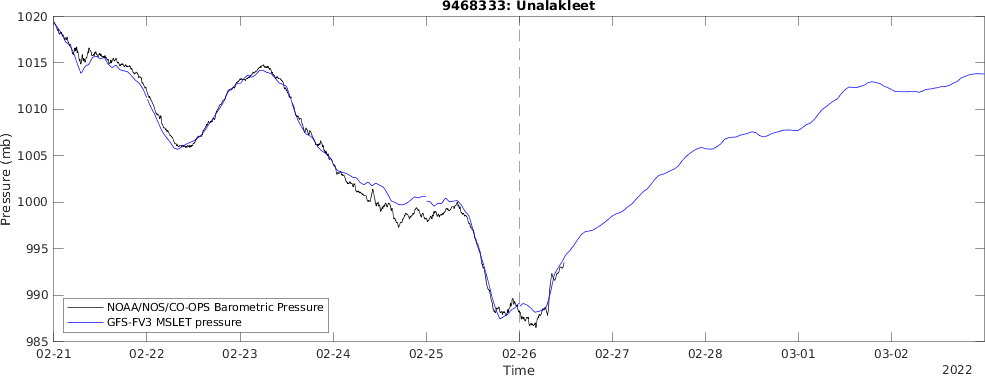 9468333: Unalakleet
1020
1015
1010
1005
1000
995
990
985
Pressure (mb)
NOAA/NOS/CO-OPS Barometric Pressure
GFS-FV3 MSLET pressure
02-21 02-22 02-23 02-24 02-25 02-26 02-27 02-28 03-01 03-02
Time
2022